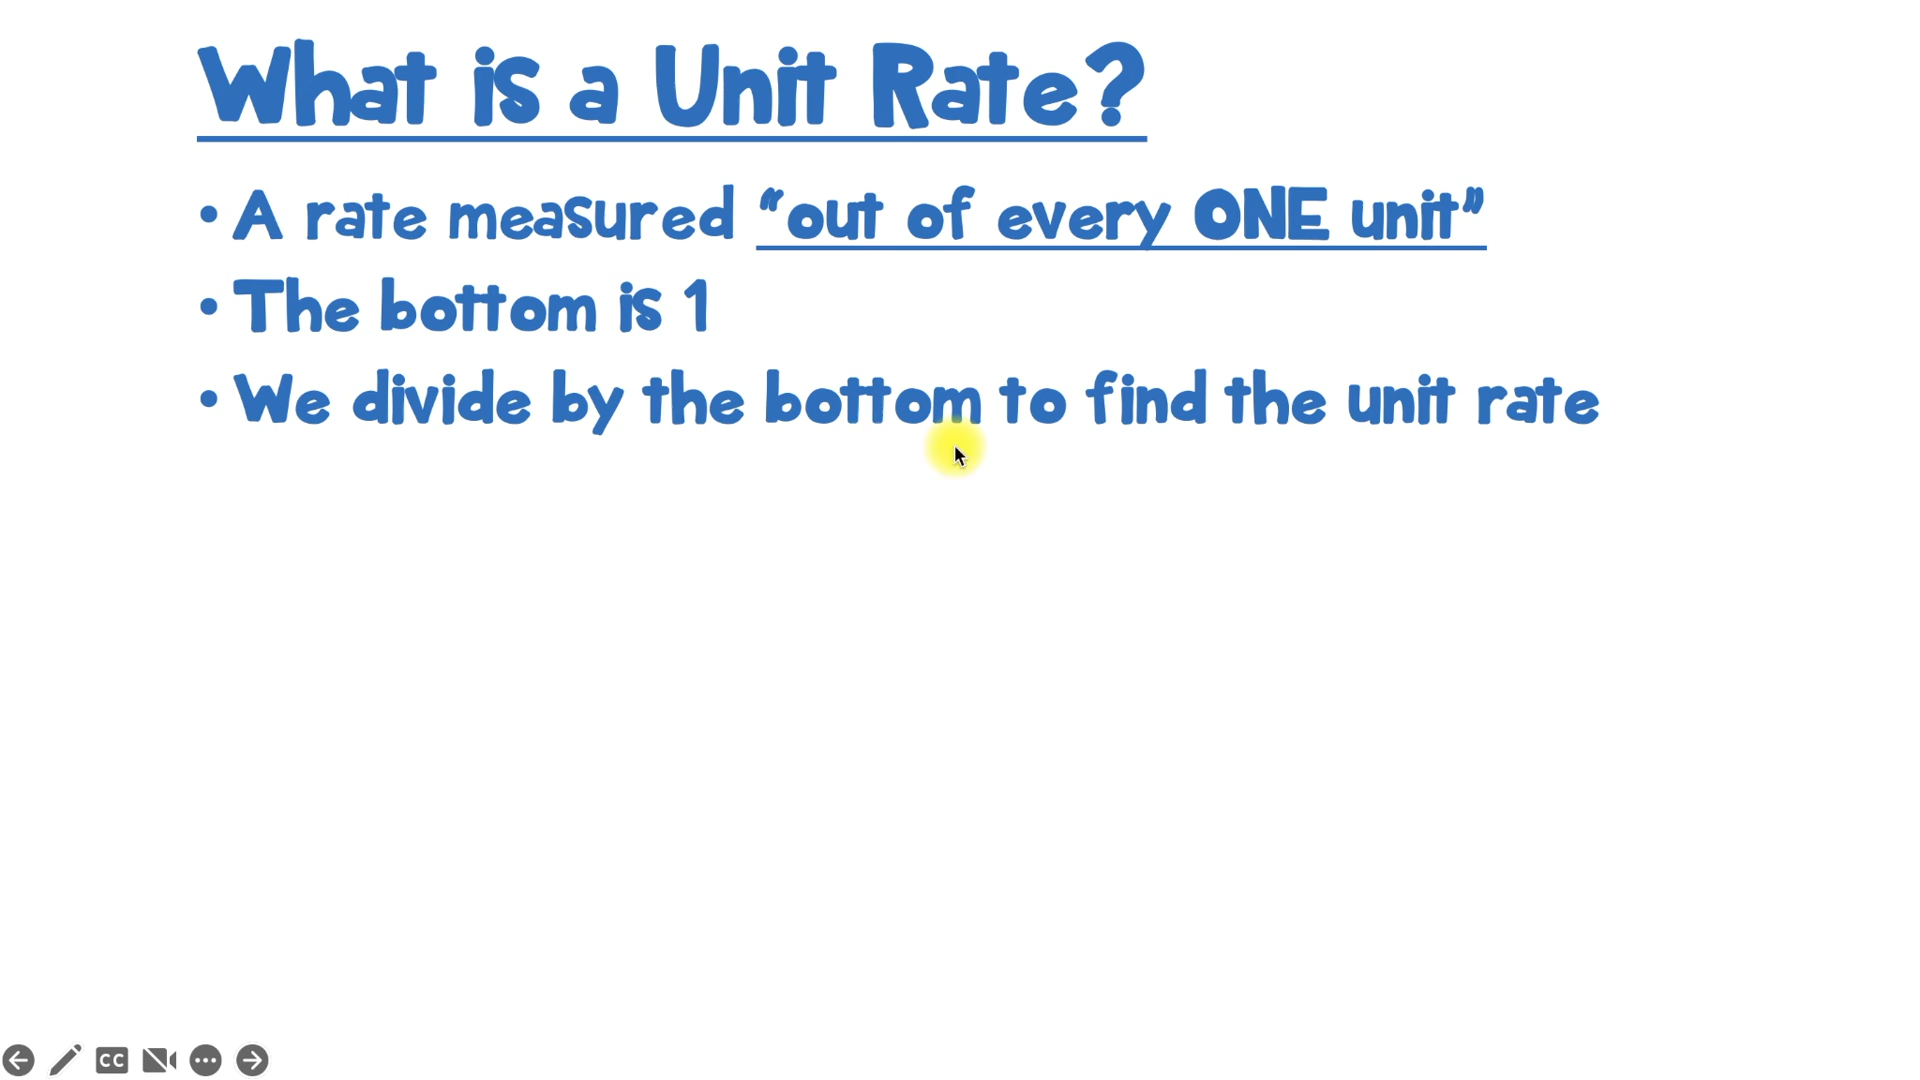 What is a Unit Rate?
• A rate measured “out of every ONE unit”
• The bottom is 1
• We divide by the bottom to find the unit rate
CC